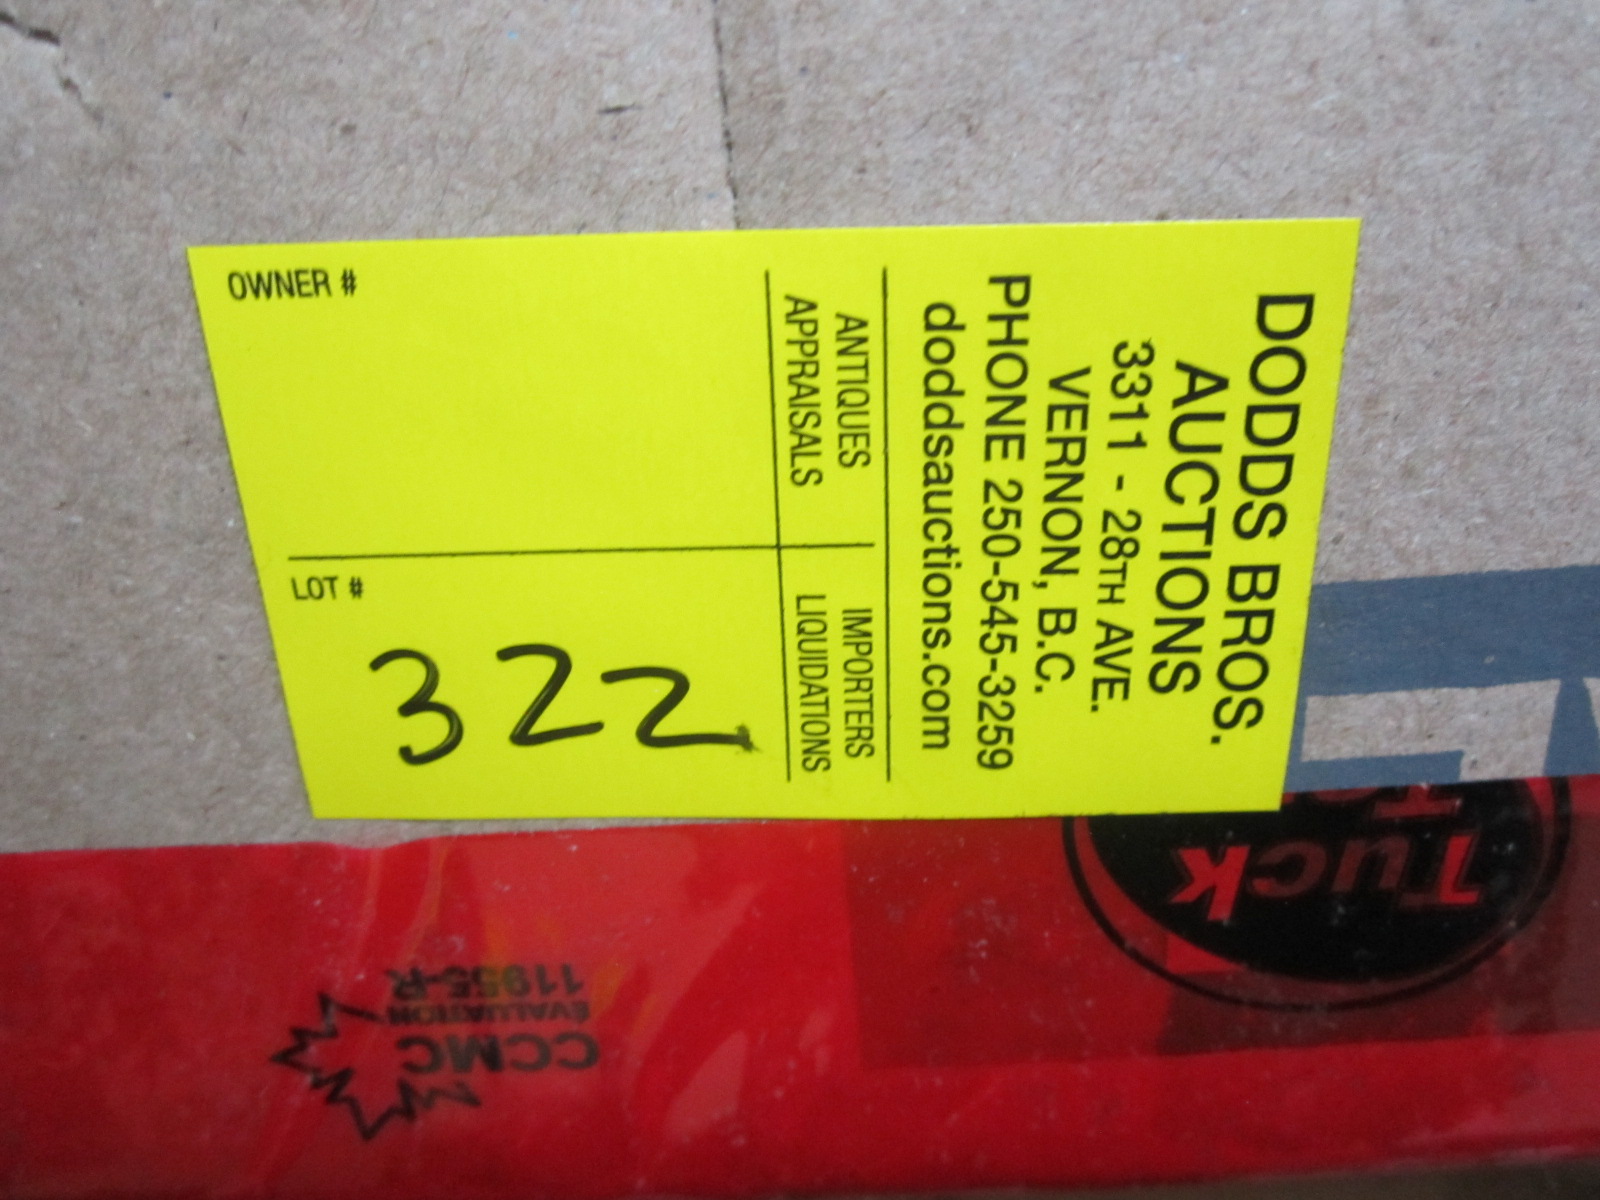 DODDS BROS.
AUCTIONS
3311 - 28TH AVE.
VERNON, B.C.
PHONE 250-545-3259
doddsauctions.com
ANTIQUES
APPRAISALS
IMPORTERS
LIQUIDATIONS
OWNER #
LOT #
322
Tuck
CCMC
EVALUATION
11955-R